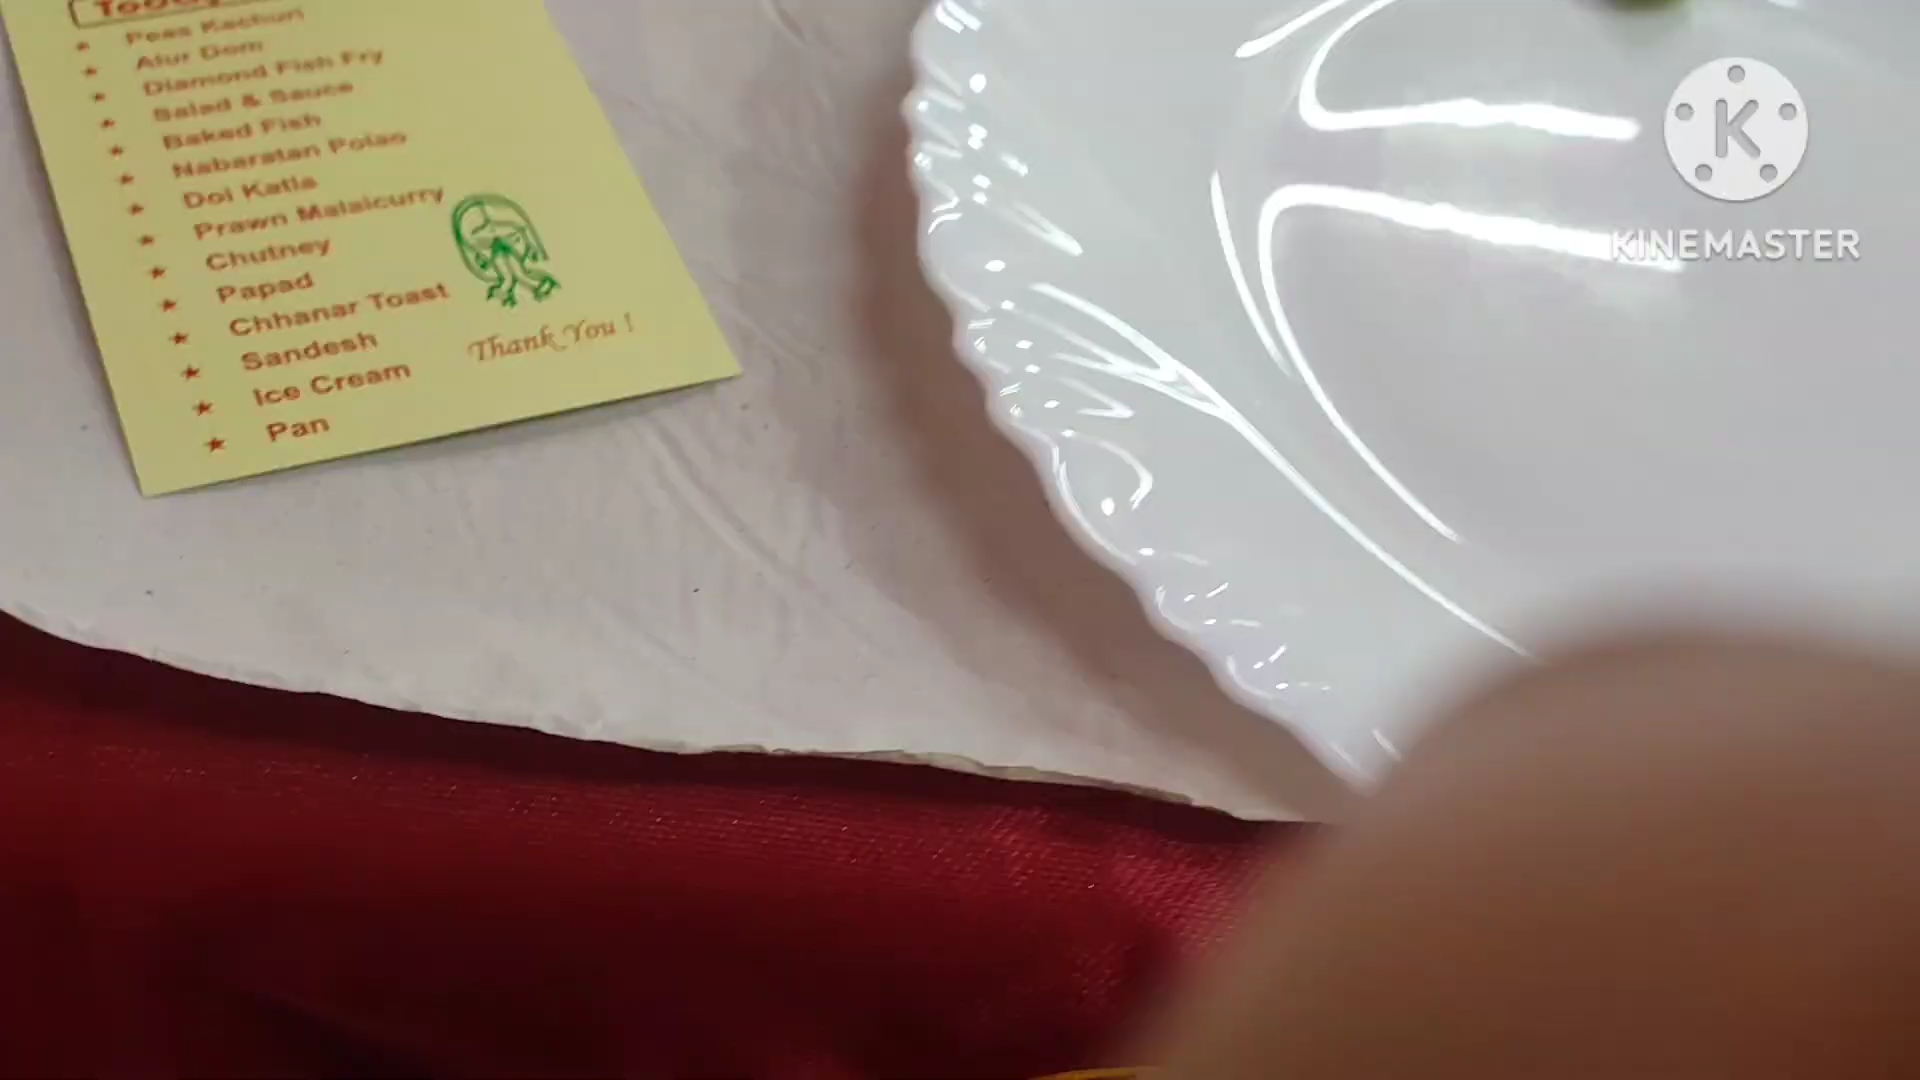 Peas Kachuri
Alur Dom
Diamond Fish Fry
Salad & Sauce
Baked Fish
Nabaratan Polao
Doi Katla
Prawn Malaicurry
Chutney
Papad
Chhanar Toast
Sandesh
Ice Cream
Pan
Thank You !
KINEMASTER